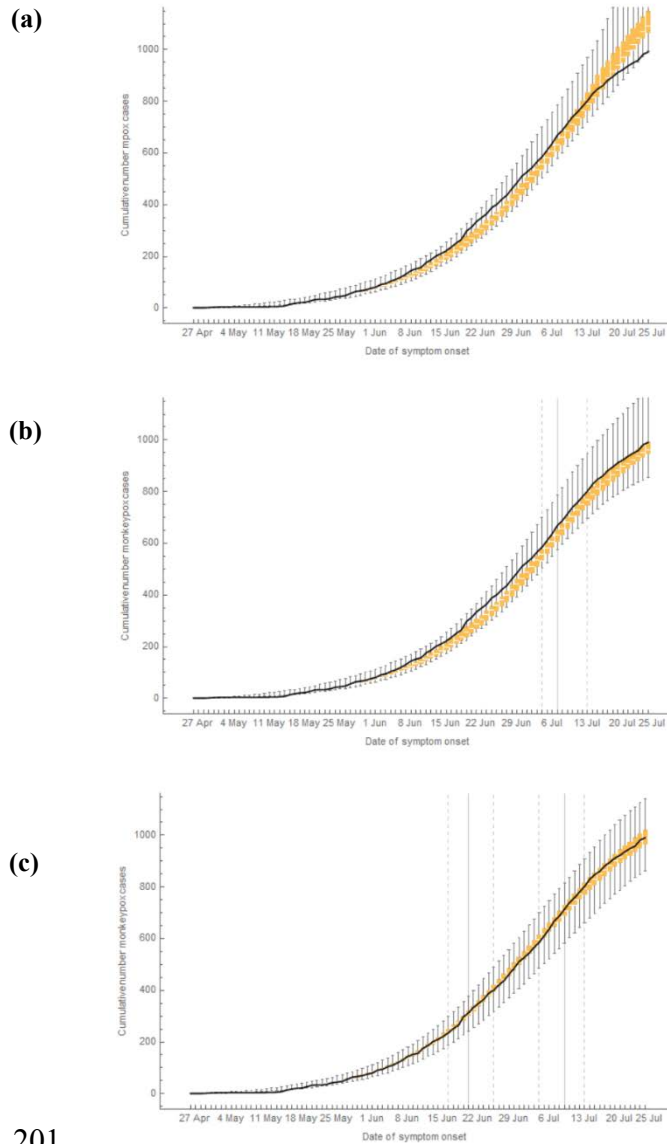 (a)
1000
800
600
400
200
0
Cumulative number mpox cases
27 Apr 4 May 11 May 18 May 25 May 1 Jun 8 Jun 15 Jun 22 Jun 29 Jun 6 Jul 13 Jul 20 Jul 25 Jul
Date of symptom onset
(b)
1000
800
600
400
200
0
Cumulative number monkeypox cases
27 Apr 4 May 11 May 18 May 25 May 1 Jun 8 Jun 15 Jun 22 Jun 29 Jun 6 Jul 13 Jul 20 Jul 25 Jul
Date of symptom onset
(c)
1000
800
600
400
200
0
Cumulative number monkeypox cases
27 Apr 4 May 11 May 18 May 25 May 1 Jun 8 Jun 15 Jun 22 Jun 29 Jun 6 Jul 13 Jul 20 Jul 25 Jul
Date of symptom onset
201